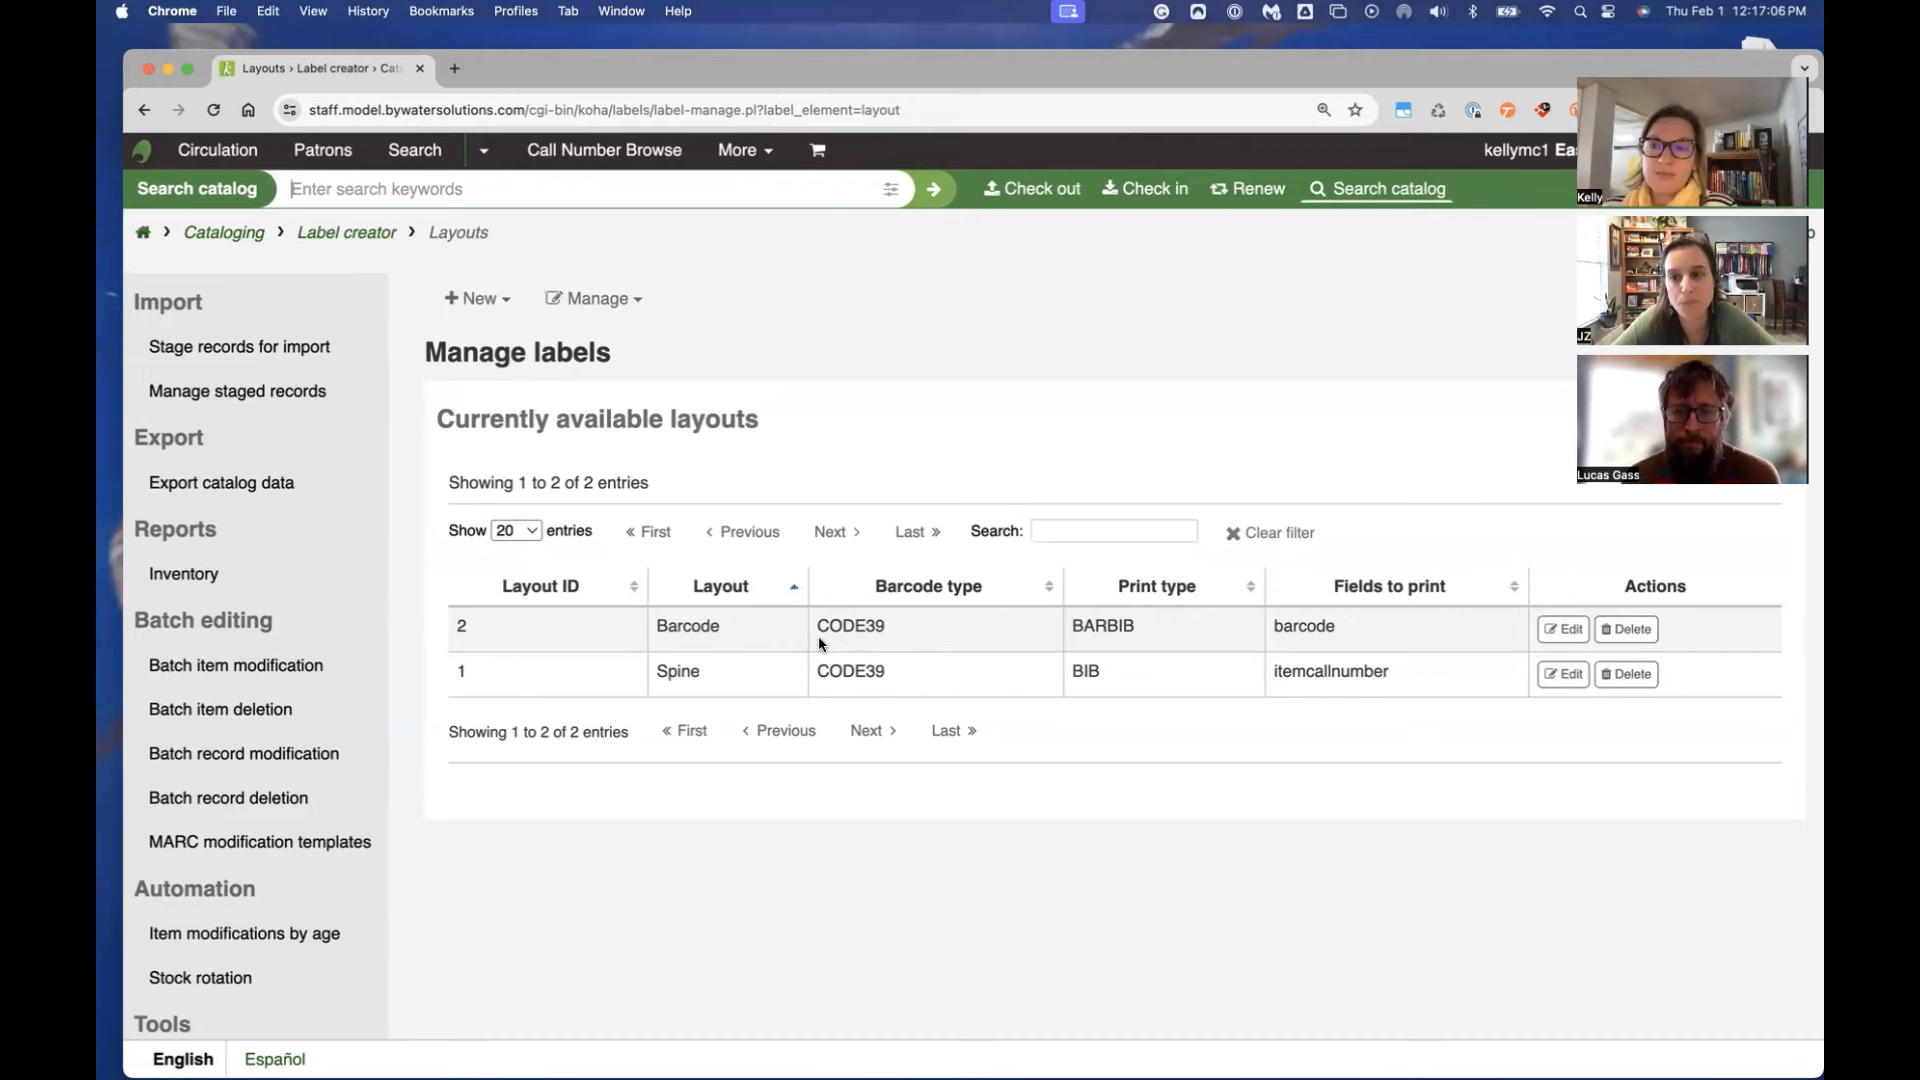 Chrome File Edit View History Bookmarks Profiles Tab Window Help Thu Feb 1 12:17:06 PM
Layouts › Label creator › Cat
staff.model.bywatersolutions.com/cgi-bin/koha/labels/label-manage.pl?label_element=layout
Circulation Patrons Search Call Number Browse More kellymc1 Eas
Search catalog Enter search keywords Check out Check in Renew Search catalog
Kelly
Cataloging › Label creator › Layouts
Import
Stage records for import
Manage staged records
Export
Export catalog data
Reports
Inventory
Batch editing
Batch item modification
Batch item deletion
Batch record modification
Batch record deletion
MARC modification templates
Automation
Item modifications by age
Stock rotation
Tools
+ New Manage
Manage labels
Currently available layouts
Showing 1 to 2 of 2 entries
Show 20 entries « First ‹ Previous Next › Last » Search: Clear filter
Layout ID Layout Barcode type Print type Fields to print Actions
2 Barcode CODE39 BARBIB barcode Edit Delete
1 Spine CODE39 BIB itemcallnumber Edit Delete
Showing 1 to 2 of 2 entries « First ‹ Previous Next › Last »
JZ
Lucas Gass
English Español